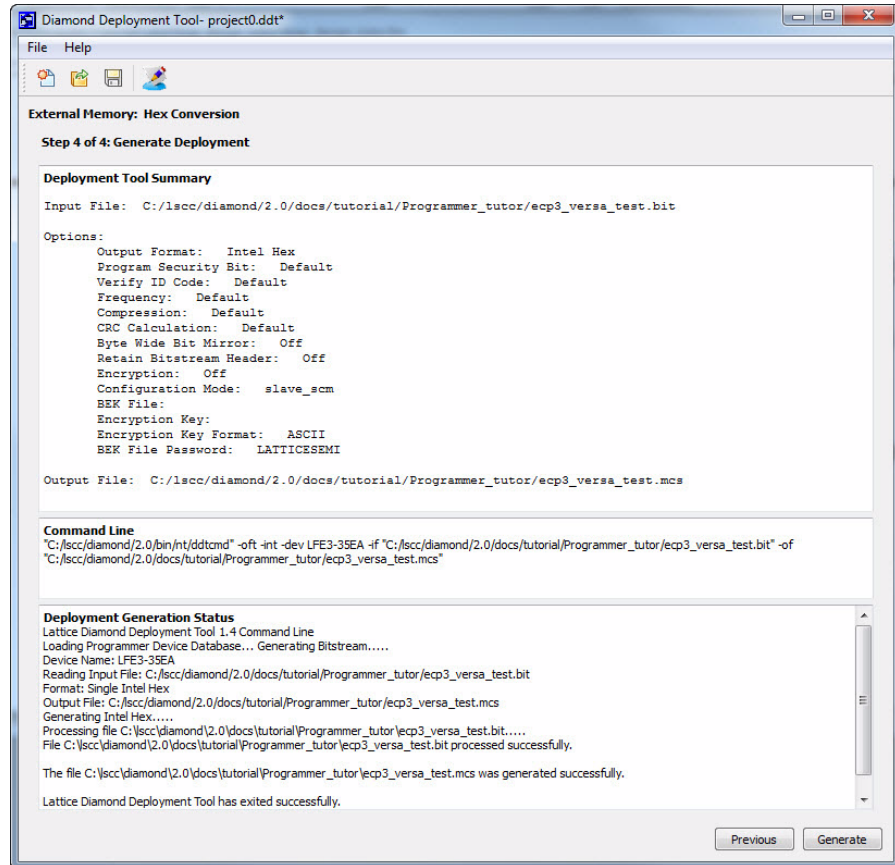 Diamond Deployment Tool- project0.ddt*
File Help
External Memory: Hex Conversion
Step 4 of 4: Generate Deployment
Deployment Tool Summary
Input File: C:/lscc/diamond/2.0/docs/tutorial/Programmer_tutor/ecp3_versa_test.bit
Options:
Output Format: Intel Hex
Program Security Bit: Default
Verify ID Code: Default
Frequency: Default
Compression: Default
CRC Calculation: Default
Byte Wide Bit Mirror: Off
Retain Bitstream Header: Off
Encryption: Off
Configuration Mode: slave_scm
BEK File:
Encryption Key:
Encryption Key Format: ASCII
BEK File Password: LATTICESEMI
Output File: C:/lscc/diamond/2.0/docs/tutorial/Programmer_tutor/ecp3_versa_test.mcs
Command Line
"C:/lscc/diamond/2.0/bin/nt/ddtcmd" -oft -int -dev LFE3-35EA -if "C:/lscc/diamond/2.0/docs/tutorial/Programmer_tutor/ecp3_versa_test.bit" -of
"C:/lscc/diamond/2.0/docs/tutorial/Programmer_tutor/ecp3_versa_test.mcs"
Deployment Generation Status
Lattice Diamond Deployment Tool 1.4 Command Line
Loading Programmer Device Database... Generating Bitstream.....
Device Name: LFE3-35EA
Reading Input File: C:/lscc/diamond/2.0/docs/tutorial/Programmer_tutor/ecp3_versa_test.bit
Format: Single Intel Hex
Output File: C:/lscc/diamond/2.0/docs/tutorial/Programmer_tutor/ecp3_versa_test.mcs
Generating Intel Hex.....
Processing file C:\lscc\diamond\2.0\docs\tutorial\Programmer_tutor\ecp3_versa_test.bit.....
File C:\lscc\diamond\2.0\docs\tutorial\Programmer_tutor\ecp3_versa_test.bit processed successfully.
The file C:\lscc\diamond\2.0\docs\tutorial\Programmer_tutor\ecp3_versa_test.mcs was generated successfully.
Lattice Diamond Deployment Tool has exited successfully.
Previous Generate